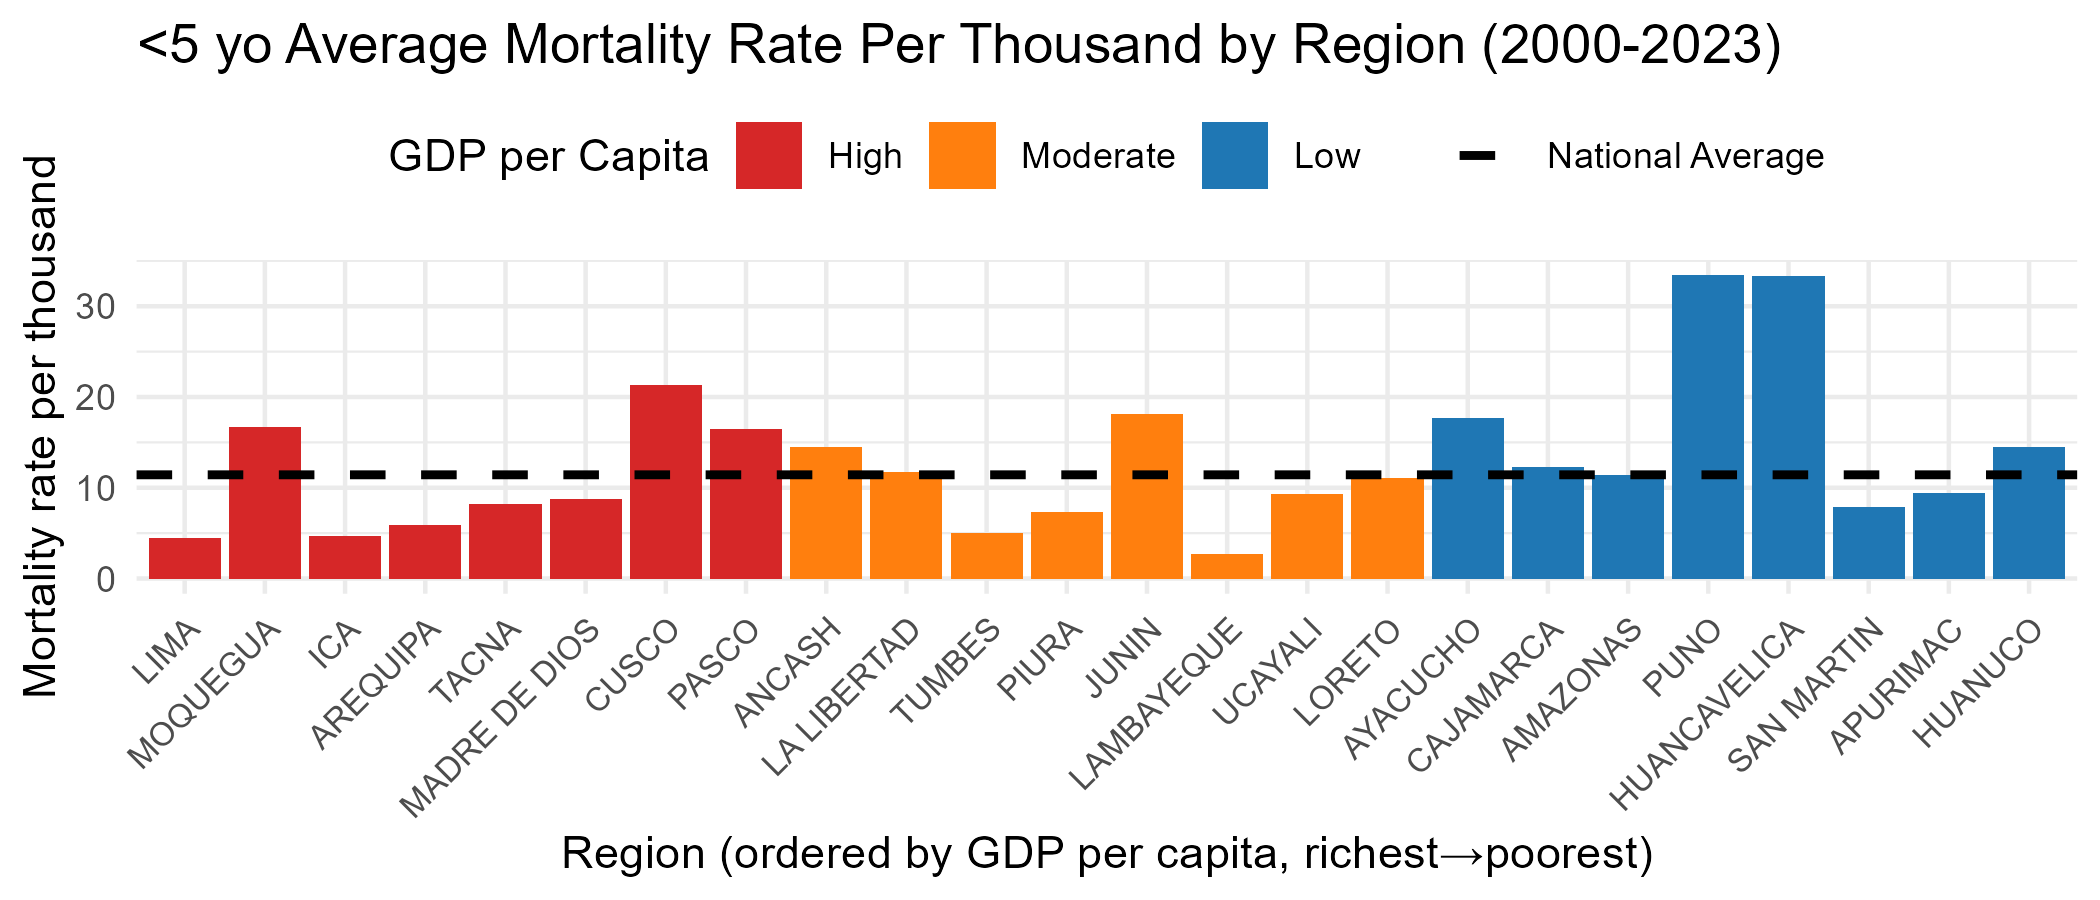 <5 yo Average Mortality Rate Per Thousand by Region (2000-2023)
GDP per Capita High Moderate Low National Average
Mortality rate per thousand
30
20
10
0
LIMA
MOQUEGUA
ICA
AREQUIPA
TACNA
MADRE DE DIOS
CUSCO
PASCO
ANCASH
LA LIBERTAD
TUMBES
PIURA
JUNIN
LAMBAYEQUE
UCAYALI
LORETO
AYACUCHO
CAJAMARCA
AMAZONAS
PUNO
HUANCAVELICA
SAN MARTIN
APURIMAC
HUANUCO
Region (ordered by GDP per capita, richest→poorest)